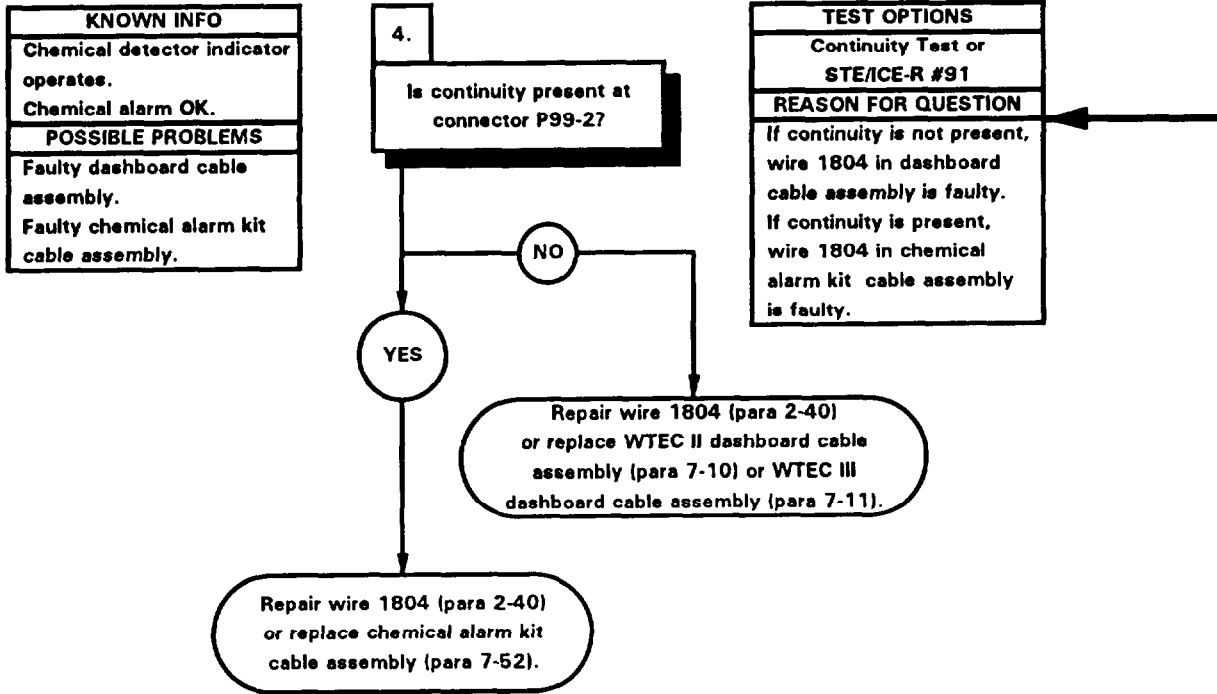 KNOWN INFO
Chemical detector indicator
operates.
Chemical alarm OK.
POSSIBLE PROBLEMS
Faulty dashboard cable
assembly.
Faulty chemical alarm kit
cable assembly.
4.
Is continuity present at
connector P99-2?
TEST OPTIONS
Continuity Test or
STE/ICE-R #91
REASON FOR QUESTION
If continuity is not present,
wire 1804 in dashboard
cable assembly is faulty.
If continuity is present,
wire 1804 in chemical
alarm kit cable assembly
is faulty.
NO
YES
Repair wire 1804 (para 2-40)
or replace WTEC II dashboard cable
assembly (para 7-10) or WTEC III
dashboard cable assembly (para 7-11).
Repair wire 1804 (para 2-40)
or replace chemical alarm kit
cable assembly (para 7-52).